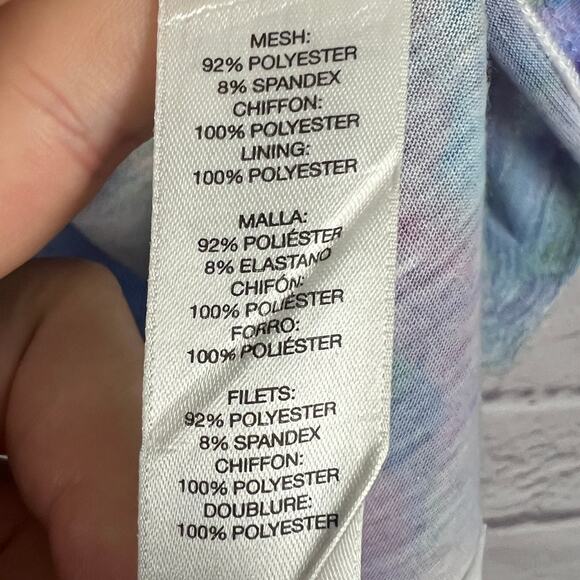 MESH:
92% POLYESTER
8% SPANDEX
CHIFFON:
100% POLYESTER
LINING:
100% POLYESTER
MALLA:
92% POLIÉSTER
8% ELASTANO
CHIFÓN:
100% POLIÉSTER
FORRO:
100% POLIÉSTER
FILETS:
92% POLYESTER
8% SPANDEX
CHIFFON:
100% POLYESTER
DOUBLURE:
100% POLYESTER